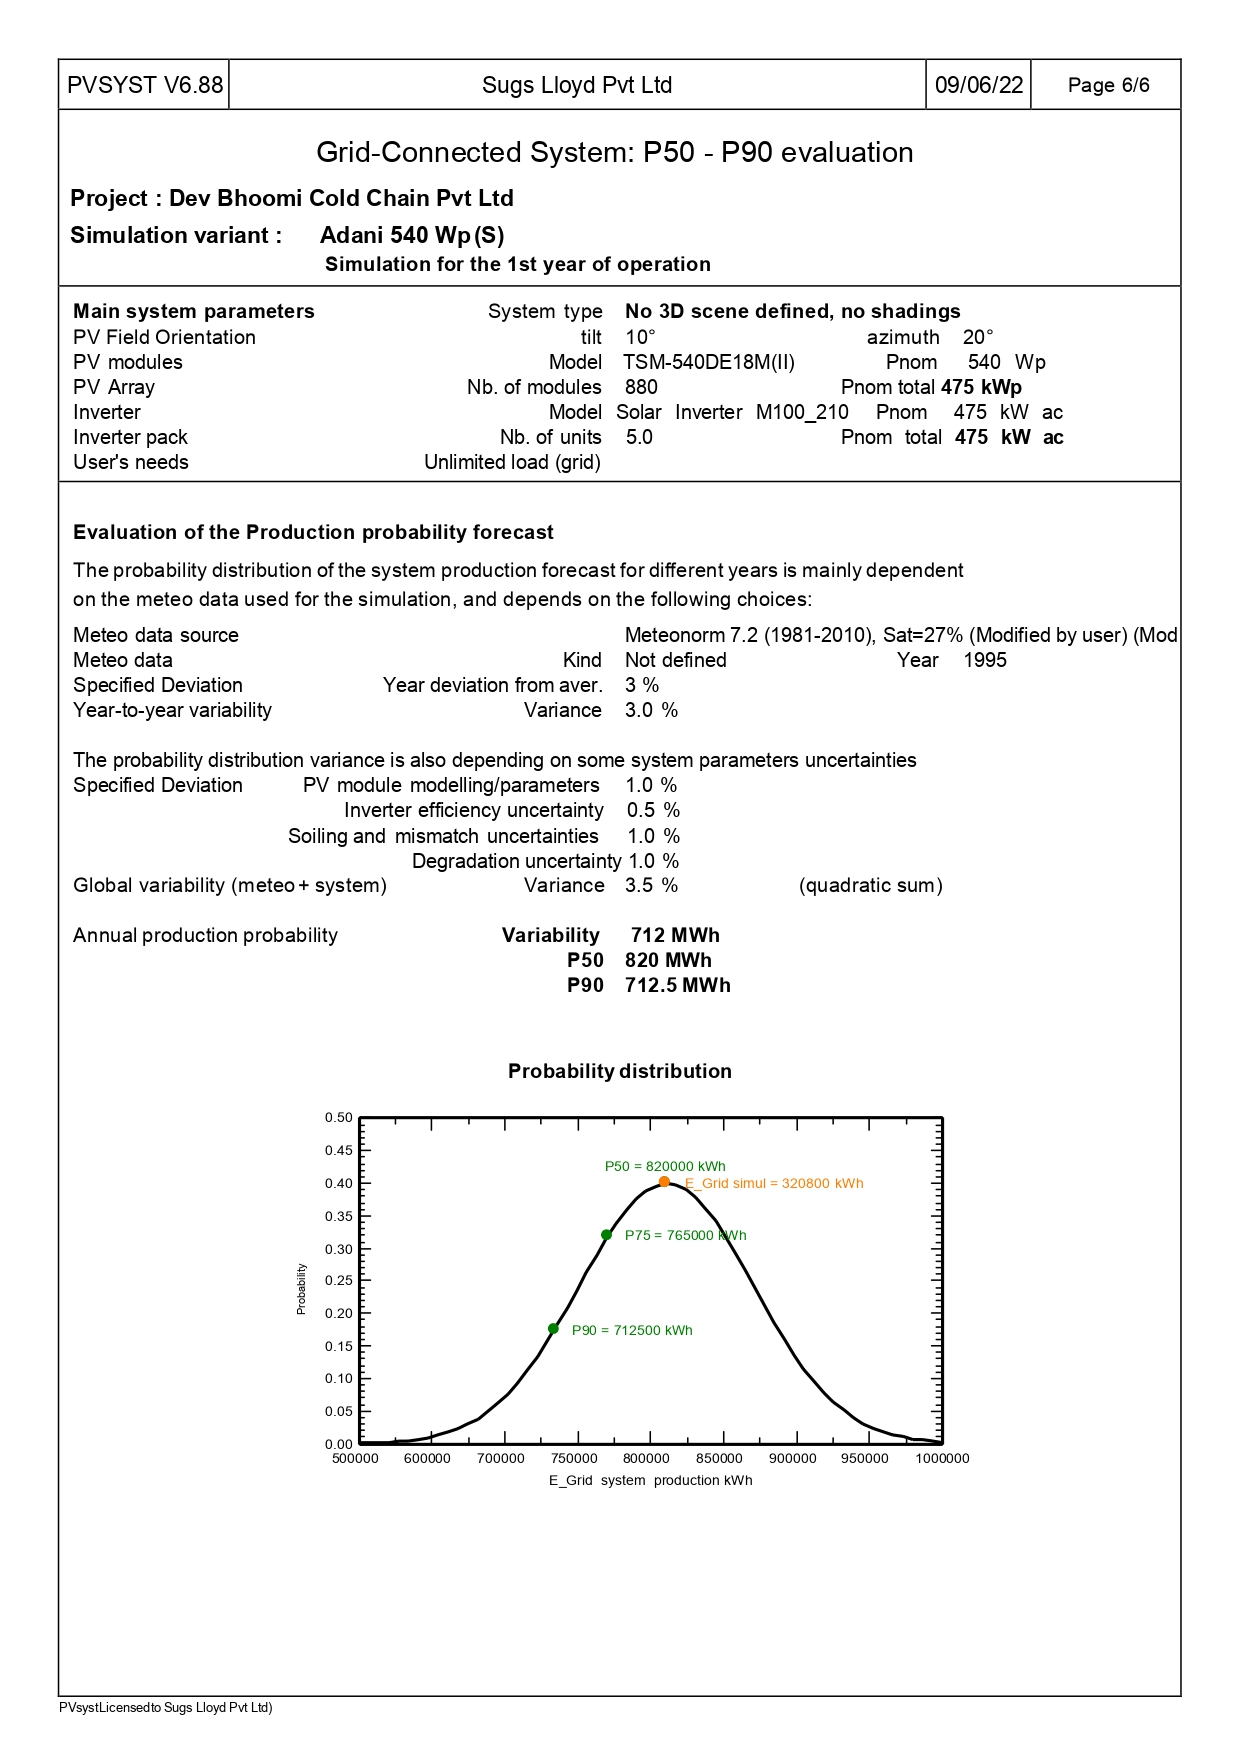 PVSYST V6.88 Sugs Lloyd Pvt Ltd 09/06/22 Page 6/6
Grid-Connected System: P50 - P90 evaluation
Project : Dev Bhoomi Cold Chain Pvt Ltd
Simulation variant : Adani 540 Wp (S)
Simulation for the 1st year of operation
Main system parameters System type No 3D scene defined, no shadings
PV Field Orientation tilt 10° azimuth 20°
PV modules Model TSM-540DE18M(II) Pnom 540 Wp
PV Array Nb. of modules 880 Pnom total 475 kWp
Inverter Model Solar Inverter M100_210 Pnom 475 kW ac
Inverter pack Nb. of units 5.0 Pnom total 475 kW ac
User's needs Unlimited load (grid)
Evaluation of the Production probability forecast
The probability distribution of the system production forecast for different years is mainly dependent
on the meteo data used for the simulation, and depends on the following choices:
Meteo data source Meteonorm 7.2 (1981-2010), Sat=27% (Modified by user) (Mod
Meteo data Kind Not defined Year 1995
Specified Deviation Year deviation from aver. 3 %
Year-to-year variability Variance 3.0 %
The probability distribution variance is also depending on some system parameters uncertainties
Specified Deviation PV module modelling/parameters 1.0 %
Inverter efficiency uncertainty 0.5 %
Soiling and mismatch uncertainties 1.0 %
Degradation uncertainty 1.0 %
Global variability (meteo + system) Variance 3.5 % (quadratic sum)
Annual production probability Variability 712 MWh
P50 820 MWh
P90 712.5 MWh
Probability distribution
0.50
0.45
P50 = 820000 kWh
0.40 E_Grid simul = 320800 kWh
0.35
P75 = 765000 kWh
0.30
0.25
Probability
0.20
P90 = 712500 kWh
0.15
0.10
0.05
0.00
500000 600000 700000 750000 800000 850000 900000 950000 1000000
E_Grid system production kWh
PVsystLicensedto Sugs Lloyd Pvt Ltd)